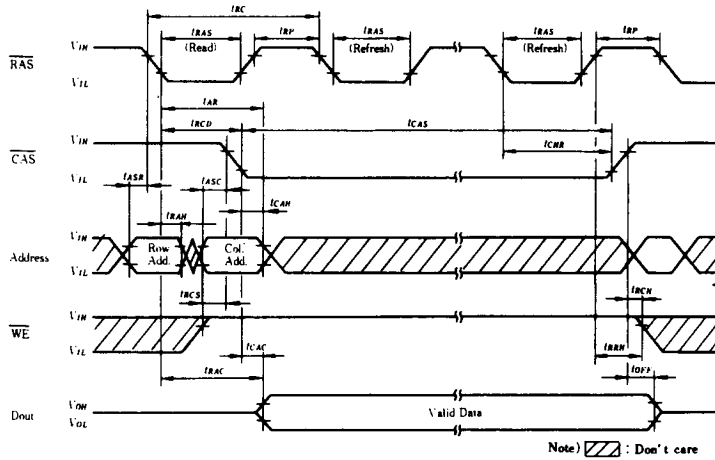 tRC
tRAS
(Read)
tRP
tRAS
(Refresh)
tRAS
(Refresh)
tRP
RAS
VIH
VIL
tAR
tRCD
tCAS
tCHR
CAS
VIH
VIL
tASR
tASC
tRAH
tCAH
Address
VIH
VIL
Row
Add.
Col.
Add.
tRCS
tRCH
WE
VIH
VIL
tCAC
tRRH
tRAC
tOFF
Dout
VOH
VOL
Valid Data
Note) : Don't care